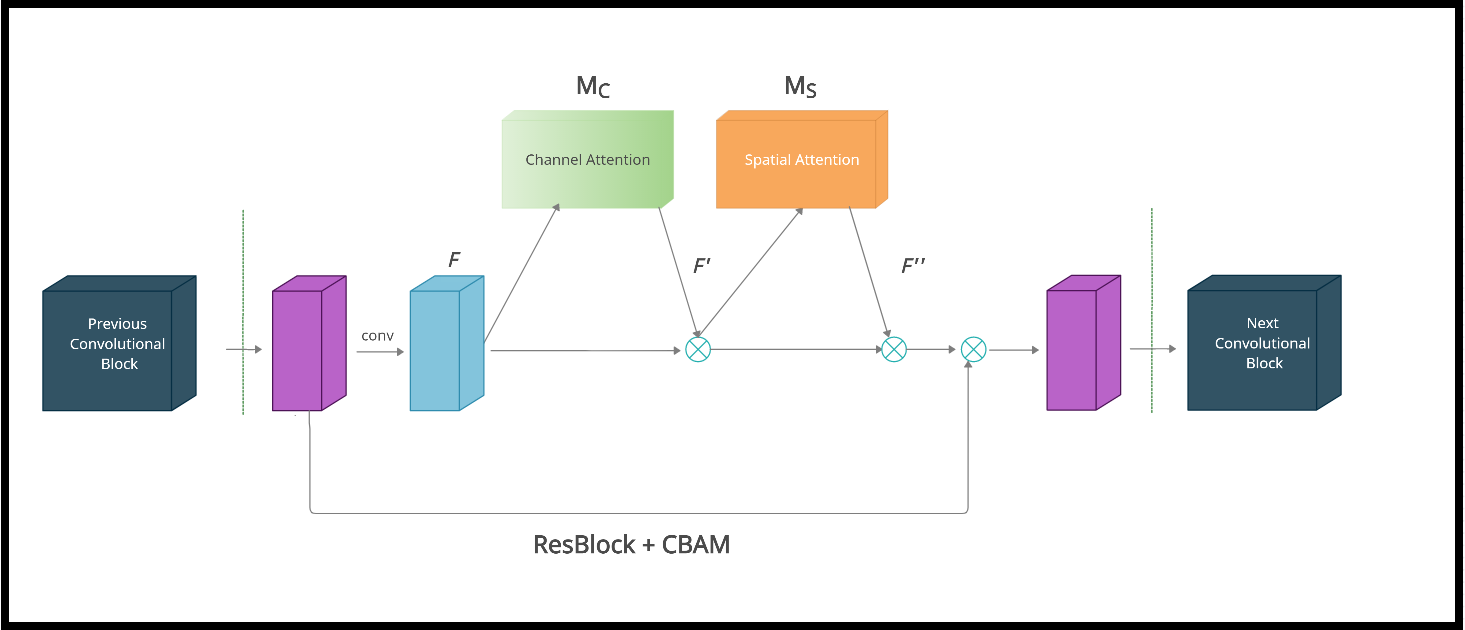 M_C
M_S
Channel Attention
Spatial Attention
F
F'
F''
Previous
Convolutional
Block
conv
Next
Convolutional
Block
ResBlock + CBAM